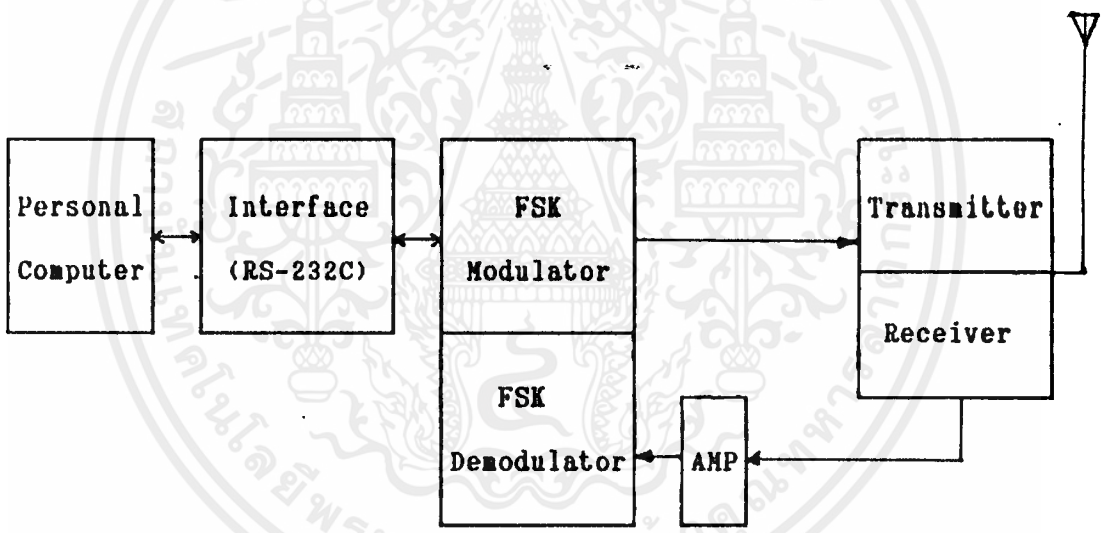 Personal
Computer
Interface
(RS-232C)
FSK
Modulator
Transmitter
Receiver
FSK
Demodulator
AMP